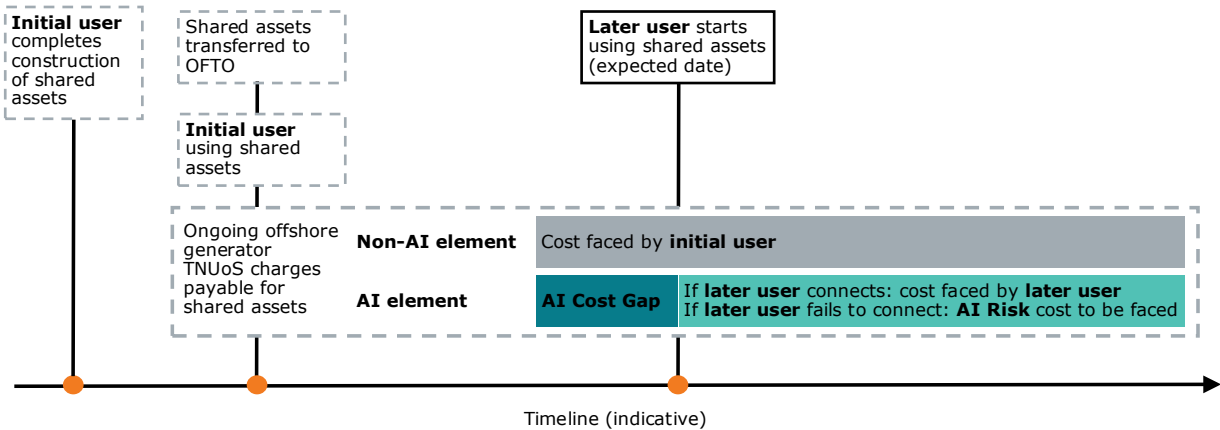 Initial user
completes
construction
of shared
assets
Shared assets
transferred to
OFTO
Initial user
using shared
assets
Later user starts
using shared assets
(expected date)
Ongoing offshore
generator
TNUoS charges
payable for
shared assets
Non-AI element
Cost faced by initial user
AI element
AI Cost Gap
If later user connects: cost faced by later user
If later user fails to connect: AI Risk cost to be faced
Timeline (indicative)